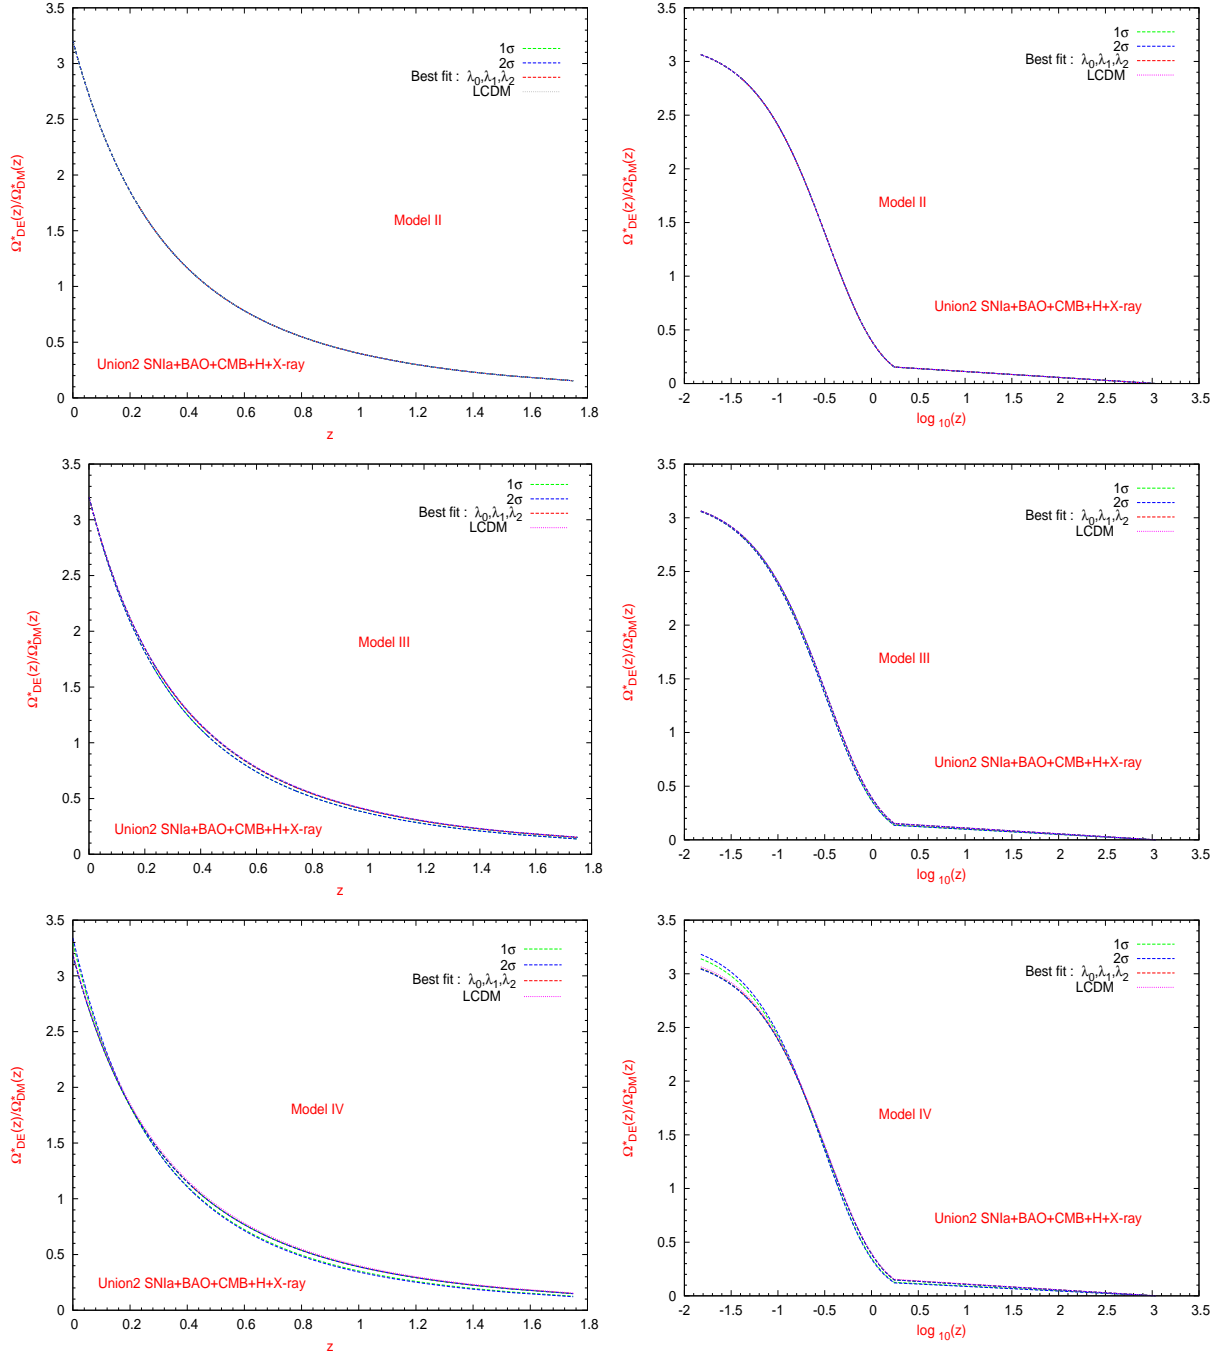 3.5
3
2.5
2
1.5
1
0.5
0
0 0.2 0.4 0.6 0.8 1 1.2 1.4 1.6 1.8
Ω*DE(z)/Ω*DM(z)
z
1σ
2σ
Best fit : λ0,λ1,λ2
LCDM
Model II
Union2 SNIa+BAO+CMB+H+X-ray
3.5
3
2.5
2
1.5
1
0.5
0
-2 -1.5 -1 -0.5 0 0.5 1 1.5 2 2.5 3 3.5
Ω*DE(z)/Ω*DM(z)
log 10(z)
1σ
2σ
Best fit : λ0,λ1,λ2
LCDM
Model II
Union2 SNIa+BAO+CMB+H+X-ray
3.5
3
2.5
2
1.5
1
0.5
0
0 0.2 0.4 0.6 0.8 1 1.2 1.4 1.6 1.8
Ω*DE(z)/Ω*DM(z)
z
1σ
2σ
Best fit : λ0,λ1,λ2
LCDM
Model III
Union2 SNIa+BAO+CMB+H+X-ray
3.5
3
2.5
2
1.5
1
0.5
0
-2 -1.5 -1 -0.5 0 0.5 1 1.5 2 2.5 3 3.5
Ω*DE(z)/Ω*DM(z)
log 10(z)
1σ
2σ
Best fit : λ0,λ1,λ2
LCDM
Model III
Union2 SNIa+BAO+CMB+H+X-ray
3.5
3
2.5
2
1.5
1
0.5
0
0 0.2 0.4 0.6 0.8 1 1.2 1.4 1.6 1.8
Ω*DE(z)/Ω*DM(z)
z
1σ
2σ
Best fit : λ0,λ1,λ2
LCDM
Model IV
Union2 SNIa+BAO+CMB+H+X-ray
3.5
3
2.5
2
1.5
1
0.5
0
-2 -1.5 -1 -0.5 0 0.5 1 1.5 2 2.5 3 3.5
Ω*DE(z)/Ω*DM(z)
log 10(z)
1σ
2σ
Best fit : λ0,λ1,λ2
LCDM
Model IV
Union2 SNIa+BAO+CMB+H+X-ray